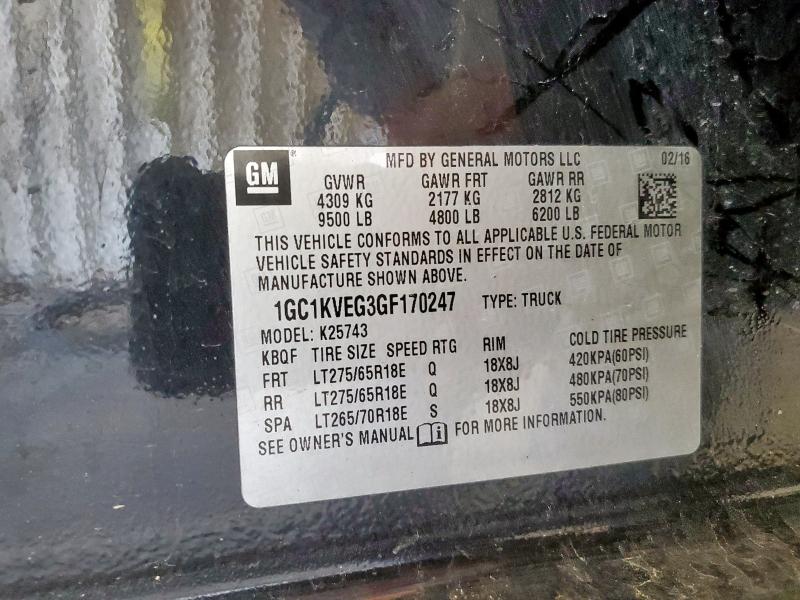 GM
MFD BY GENERAL MOTORS LLC 02/16
GVWR GAWR FRT GAWR RR
4309 KG 2177 KG 2812 KG
9500 LB 4800 LB 6200 LB
THIS VEHICLE CONFORMS TO ALL APPLICABLE U.S. FEDERAL MOTOR
VEHICLE SAFETY STANDARDS IN EFFECT ON THE DATE OF
MANUFACTURE SHOWN ABOVE.
1GC1KVEG3GF170247 TYPE: TRUCK
MODEL: K25743
KBQF TIRE SIZE SPEED RTG RIM COLD TIRE PRESSURE
FRT LT275/65R18E Q 18X8J 420KPA(60PSI)
RR LT275/65R18E Q 18X8J 480KPA(70PSI)
SPA LT265/70R18E S 18X8J 550KPA(80PSI)
SEE OWNER'S MANUAL FOR MORE INFORMATION.